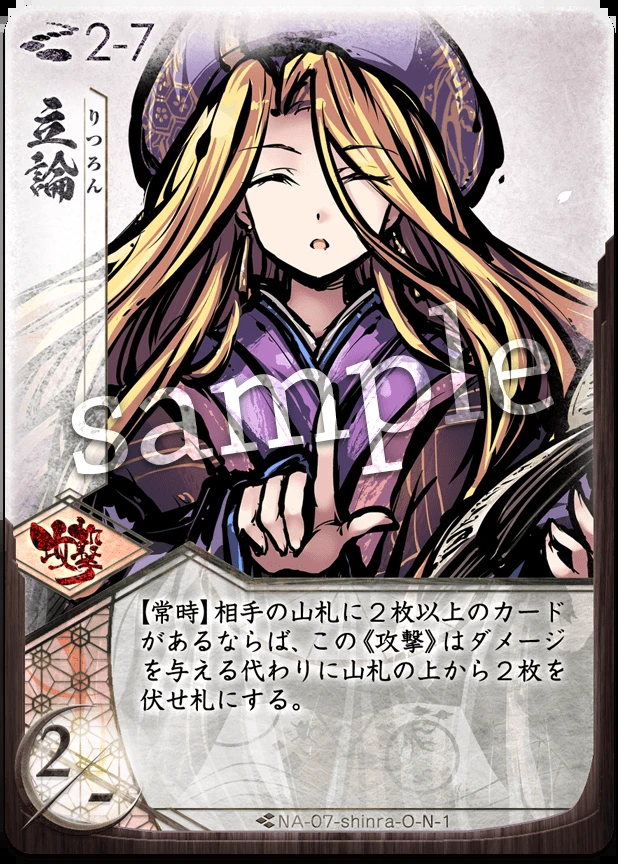 2-7
立論
りつろん
sample
攻撃
【常時】相手の山札に２枚以上のカード
があるならば、この《攻撃》はダメージ
を与える代わりに山札の上から２枚を
伏せ札にする。
2/-
NA-07-shinra-O-N-1